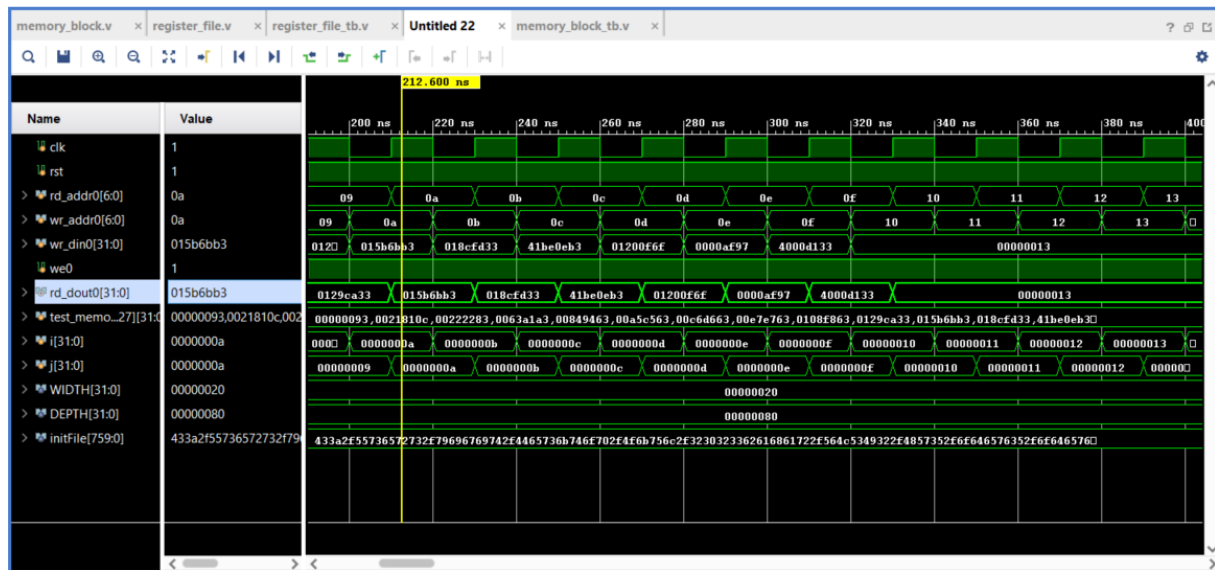 memory_block.v × register_file.v × register_file_tb.v × Untitled 22 × memory_block_tb.v × ?
212.600 ns
Name Value 200 ns 220 ns 240 ns 260 ns 280 ns 300 ns 320 ns 340 ns 360 ns 380 ns 400
clk 1
rst 1
rd_addr0[6:0] 0a 09 0a 0b 0c 0d 0e 0f 10 11 12 13
wr_addr0[6:0] 0a 09 0a 0b 0c 0d 0e 0f 10 11 12 13
wr_din0[31:0] 015b6bb3 012 015b6bb3 018cfd33 41be0eb3 01200f6f 0000af97 4000d133 00000013
we0 1
rd_dout0[31:0] 015b6bb3 0129ca33 015b6bb3 018cfd33 41be0eb3 01200f6f 0000af97 4000d133 00000013
test_memo...27][31:0 00000093,0021810c,002 00000093,0021810c,00222283,0063a1a3,00849463,00a5c563,00c6d663,00e7e763,0108f863,0129ca33,015b6bb3,018cfd33,41be0eb3
i[31:0] 0000000a 000 0000000a 0000000b 0000000c 0000000d 0000000e 0000000f 00000010 00000011 00000012 00000013
j[31:0] 0000000a 00000009 0000000a 0000000b 0000000c 0000000d 0000000e 0000000f 00000010 00000011 00000012 00000
WIDTH[31:0] 00000020 00000020
DEPTH[31:0] 00000080 00000080
initFile[759:0]